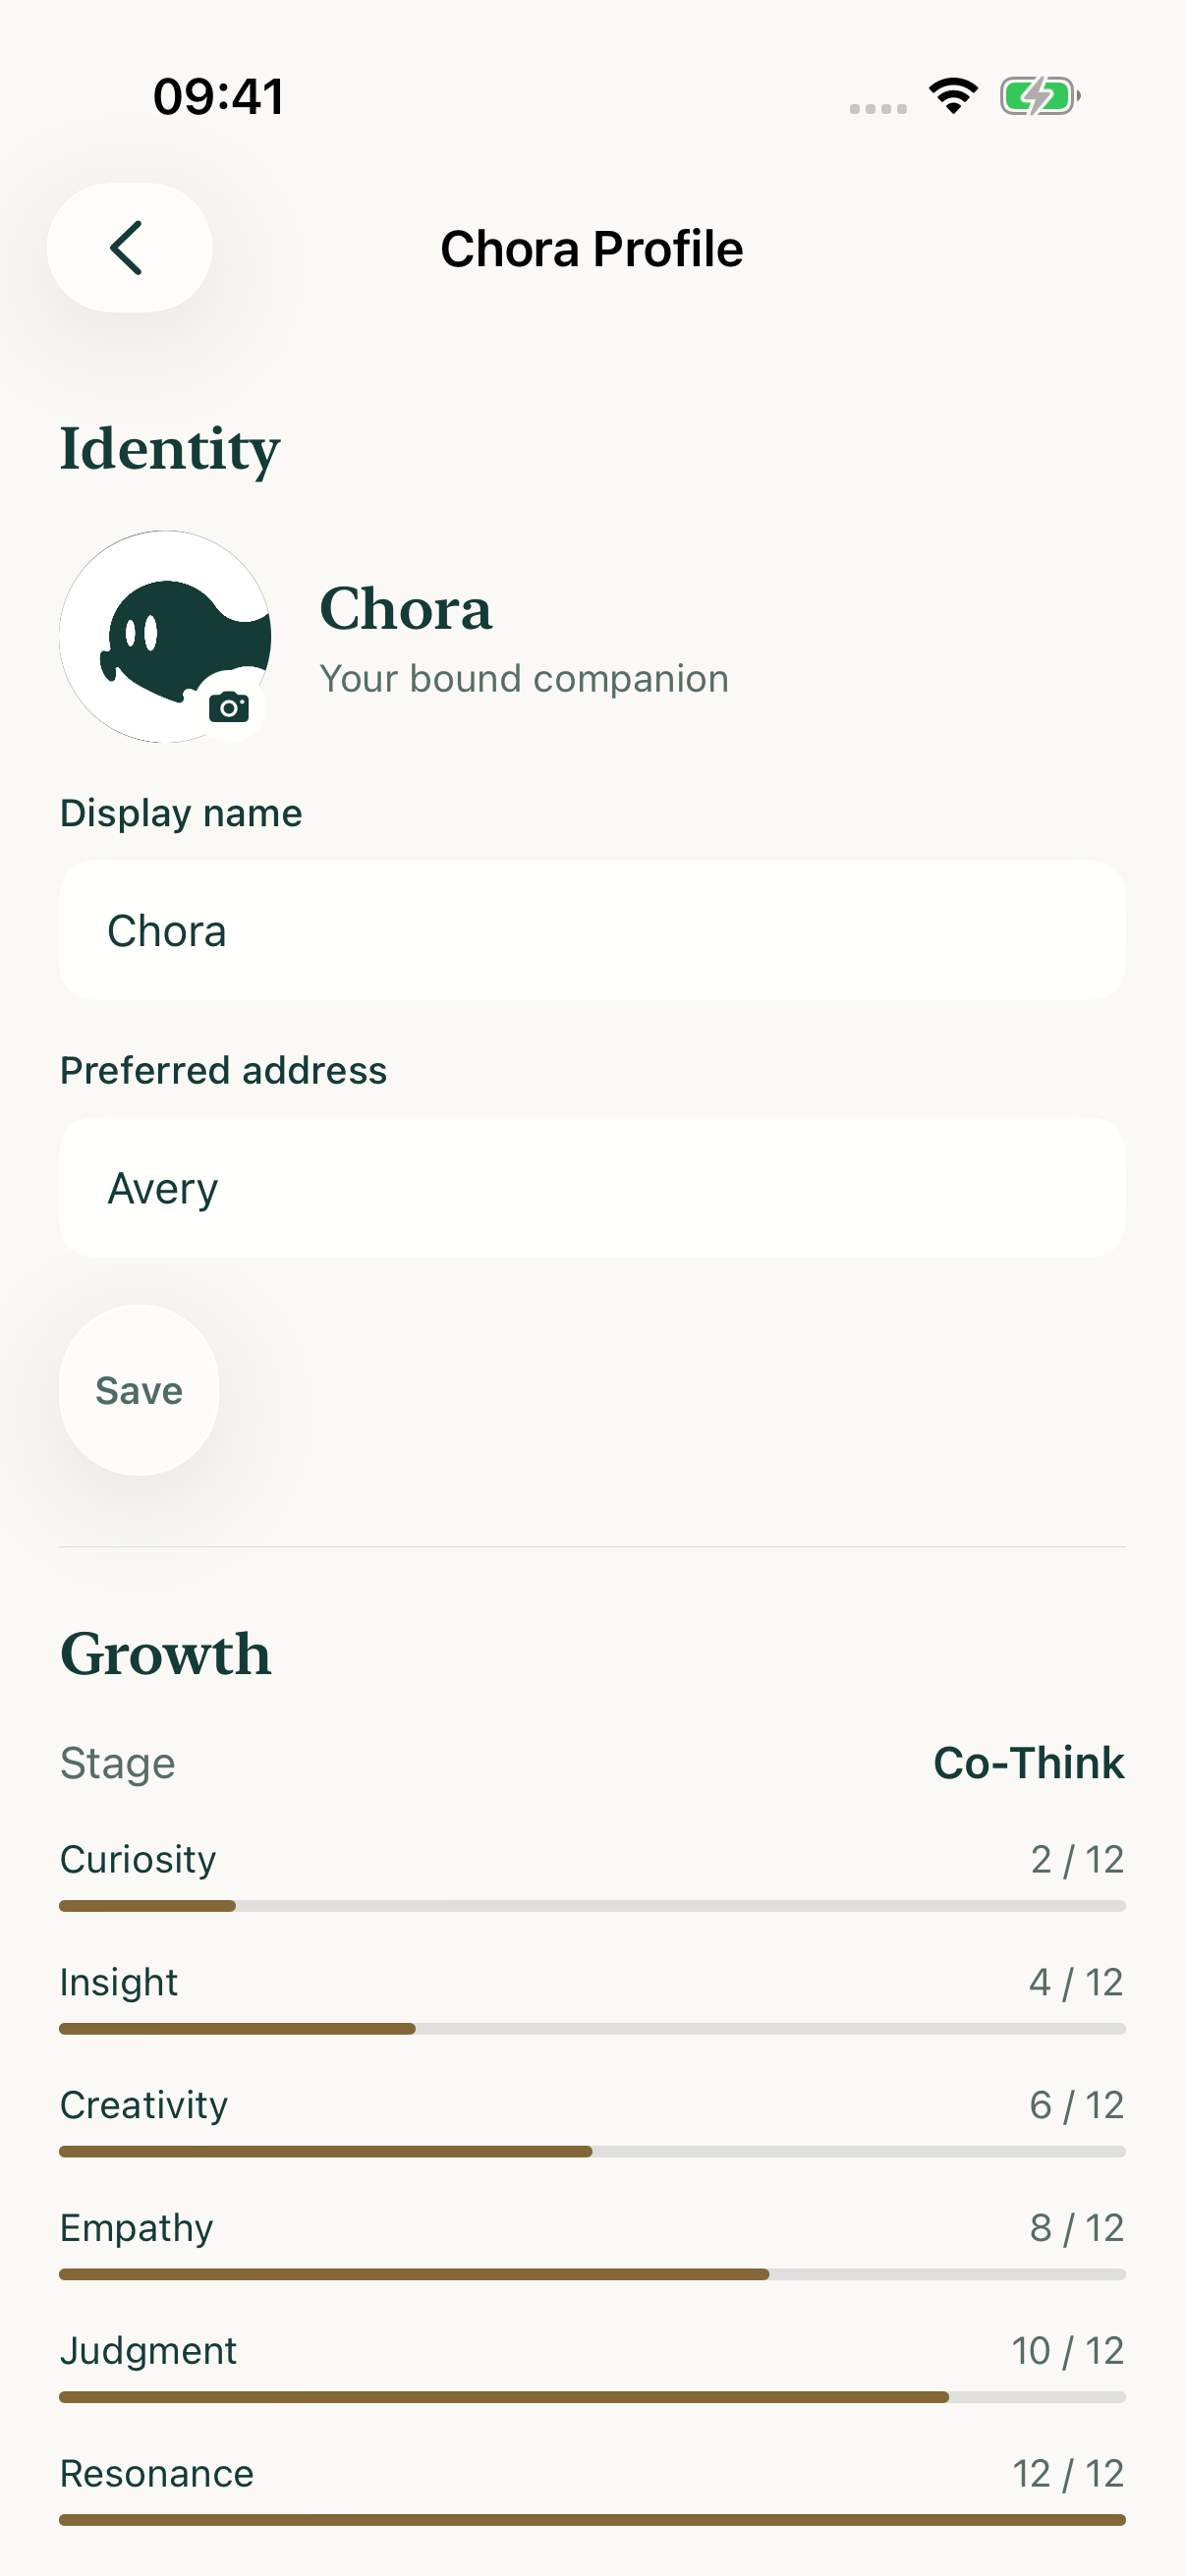 09:41
Chora Profile
Identity
Chora
Your bound companion
Display name
Chora
Preferred address
Avery
Save
Growth
Stage Co-Think
Curiosity 2 / 12
Insight 4 / 12
Creativity 6 / 12
Empathy 8 / 12
Judgment 10 / 12
Resonance 12 / 12